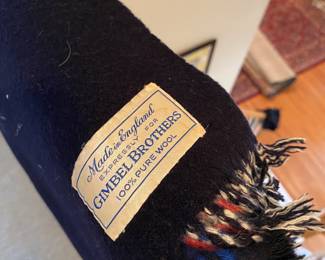 Made in England
EXPRESSLY FOR
GIMBEL BROTHERS
100% PURE WOOL